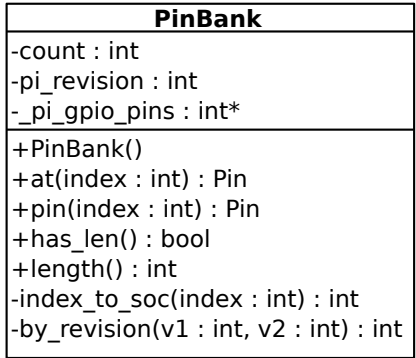 PinBank
-count : int
-pi_revision : int
-_pi_gpio_pins : int*
+PinBank()
+at(index : int) : Pin
+pin(index : int) : Pin
+has_len() : bool
+length() : int
-index_to_soc(index : int) : int
-by_revision(v1 : int, v2 : int) : int